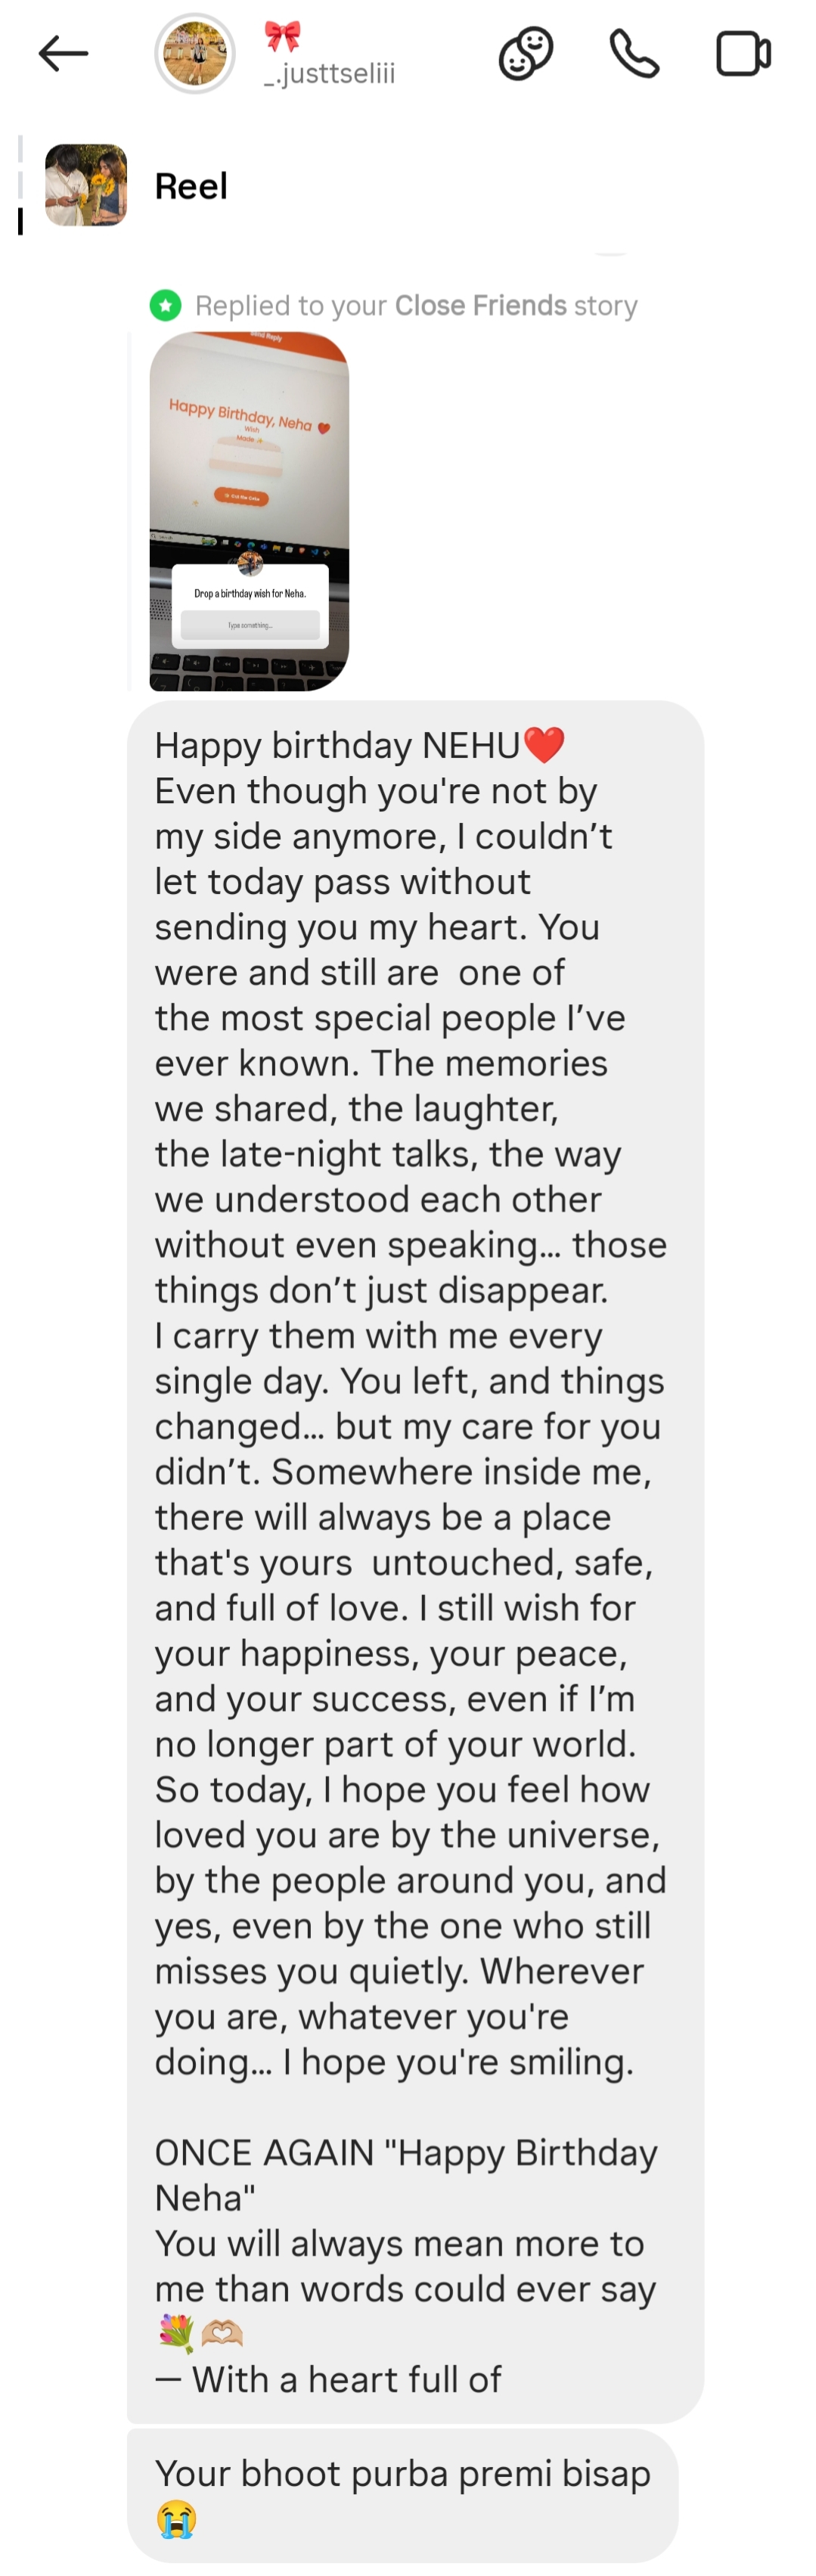 🎀
_.justtseliii
Reel
Replied to your Close Friends story
Send Reply
Happy Birthday, Neha ❤️
Wish
Made ✨
Cut the Cake
Drop a birthday wish for Neha.
Type something...
Happy birthday NEHU❤️
Even though you're not by
my side anymore, I couldn’t
let today pass without
sending you my heart. You
were and still are  one of
the most special people I’ve
ever known. The memories
we shared, the laughter,
the late-night talks, the way
we understood each other
without even speaking… those
things don’t just disappear.
I carry them with me every
single day. You left, and things
changed… but my care for you
didn’t. Somewhere inside me,
there will always be a place
that's yours  untouched, safe,
and full of love. I still wish for
your happiness, your peace,
and your success, even if I’m
no longer part of your world.
So today, I hope you feel how
loved you are by the universe,
by the people around you, and
yes, even by the one who still
misses you quietly. Wherever
you are, whatever you're
doing… I hope you're smiling.

ONCE AGAIN "Happy Birthday
Neha"
You will always mean more to
me than words could ever say
💐🫶🏼
— With a heart full of
Your bhoot purba premi bisap
😭